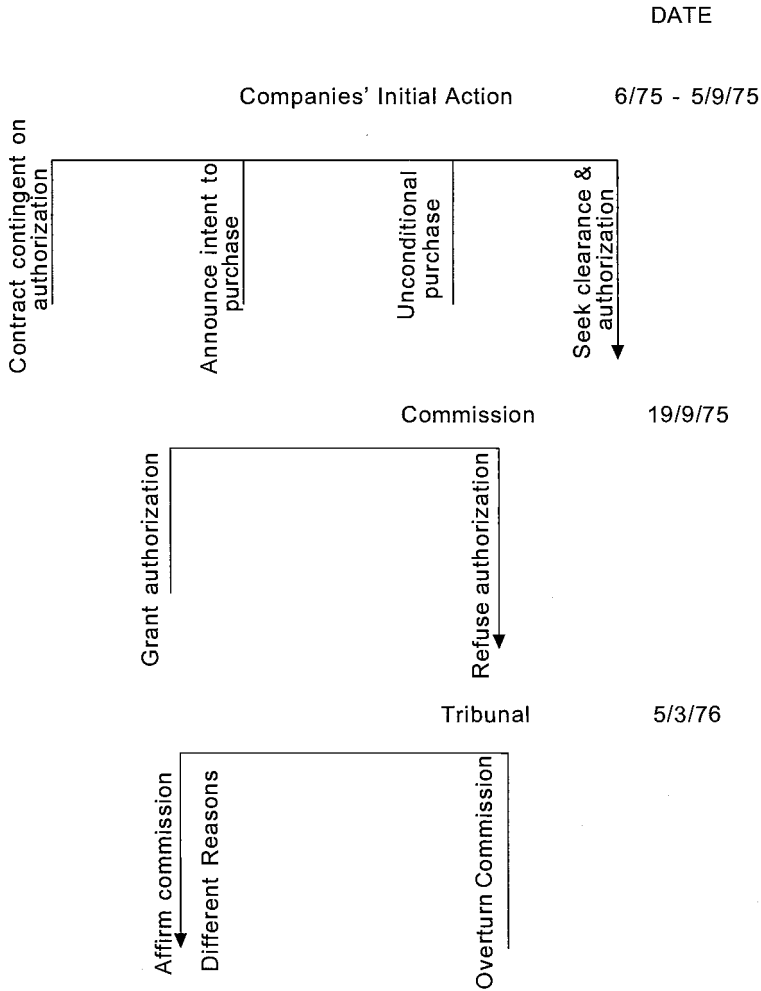 DATE
Companies' Initial Action 6/75 - 5/9/75
Contract contingent on
authorization
Announce intent to
purchase
Unconditional
purchase
Seek clearance &
authorization
Commission 19/9/75
Grant authorization
Refuse authorization
Tribunal 5/3/76
Affirm commission
Different Reasons
Overturn Commission